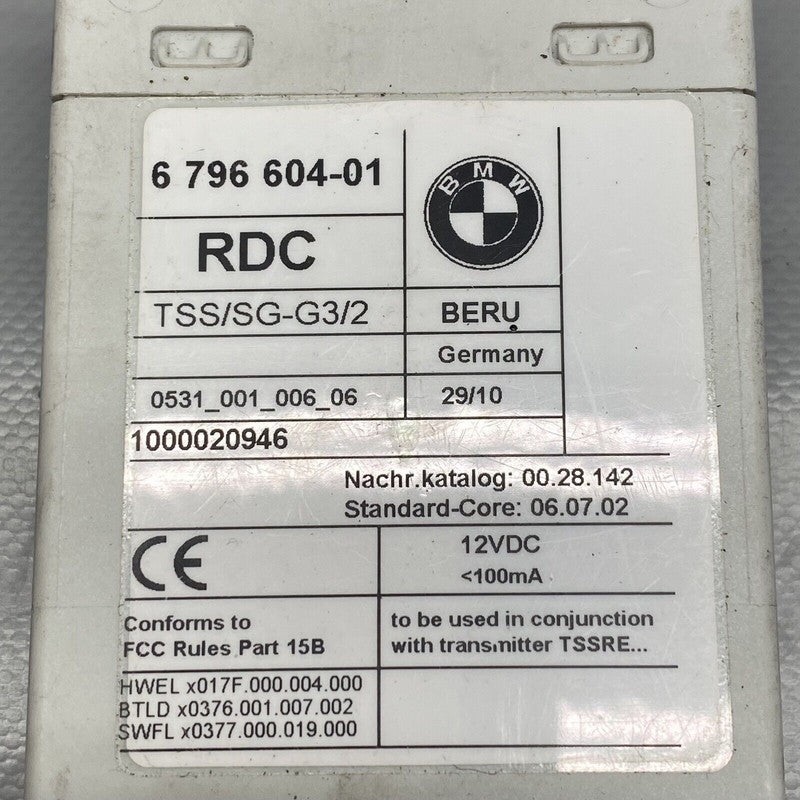 6 796 604-01
BMW
RDC
TSS/SG-G3/2
BERU
Germany
0531_001_006_06
29/10
1000020946
Nachr.katalog: 00.28.142
Standard-Core: 06.07.02
CE
12VDC
<100mA
Conforms to
FCC Rules Part 15B
to be used in conjunction
with transmitter TSSRE...
HWEL x017F.000.004.000
BTLD x0376.001.007.002
SWFL x0377.000.019.000